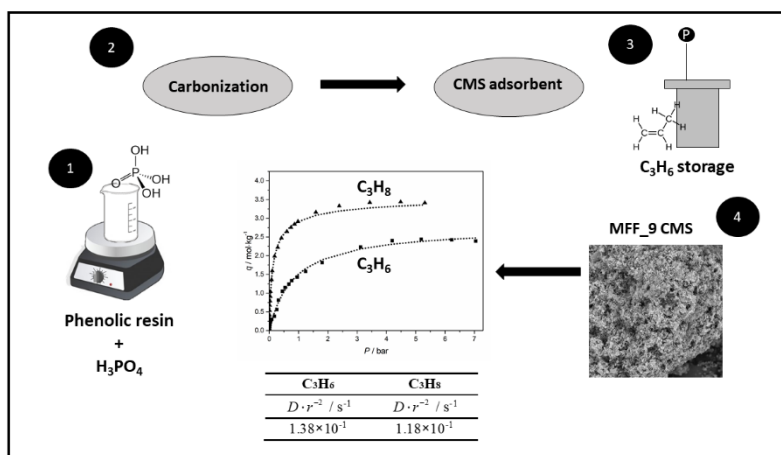 2
Carbonization
CMS adsorbent
3
P
H
H
C
H
C
C
H
H
H
C₃H₆ storage
1
OH
P
O
OH
OH
Phenolic resin
+
H₃PO₄
4.0
3.5
3.0
2.5
2.0
1.5
1.0
0.5
0.0
q / mol·kg⁻¹
C₃H₈
C₃H₆
0 1 2 3 4 5 6 7
P / bar
4
MFF_9 CMS
C₃H₆ C₃H₈
D·r⁻² / s⁻¹ D·r⁻² / s⁻¹
1.38×10⁻¹ 1.18×10⁻¹